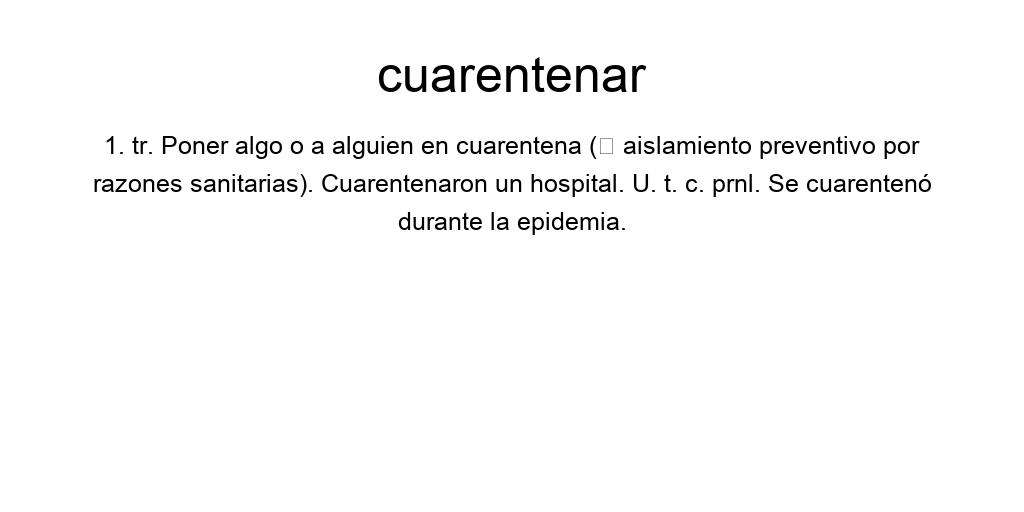 cuarentenar
1. tr. Poner algo o a alguien en cuarentena (▯ aislamiento preventivo por
razones sanitarias). Cuarentenaron un hospital. U. t. c. prnl. Se cuarentenó
durante la epidemia.